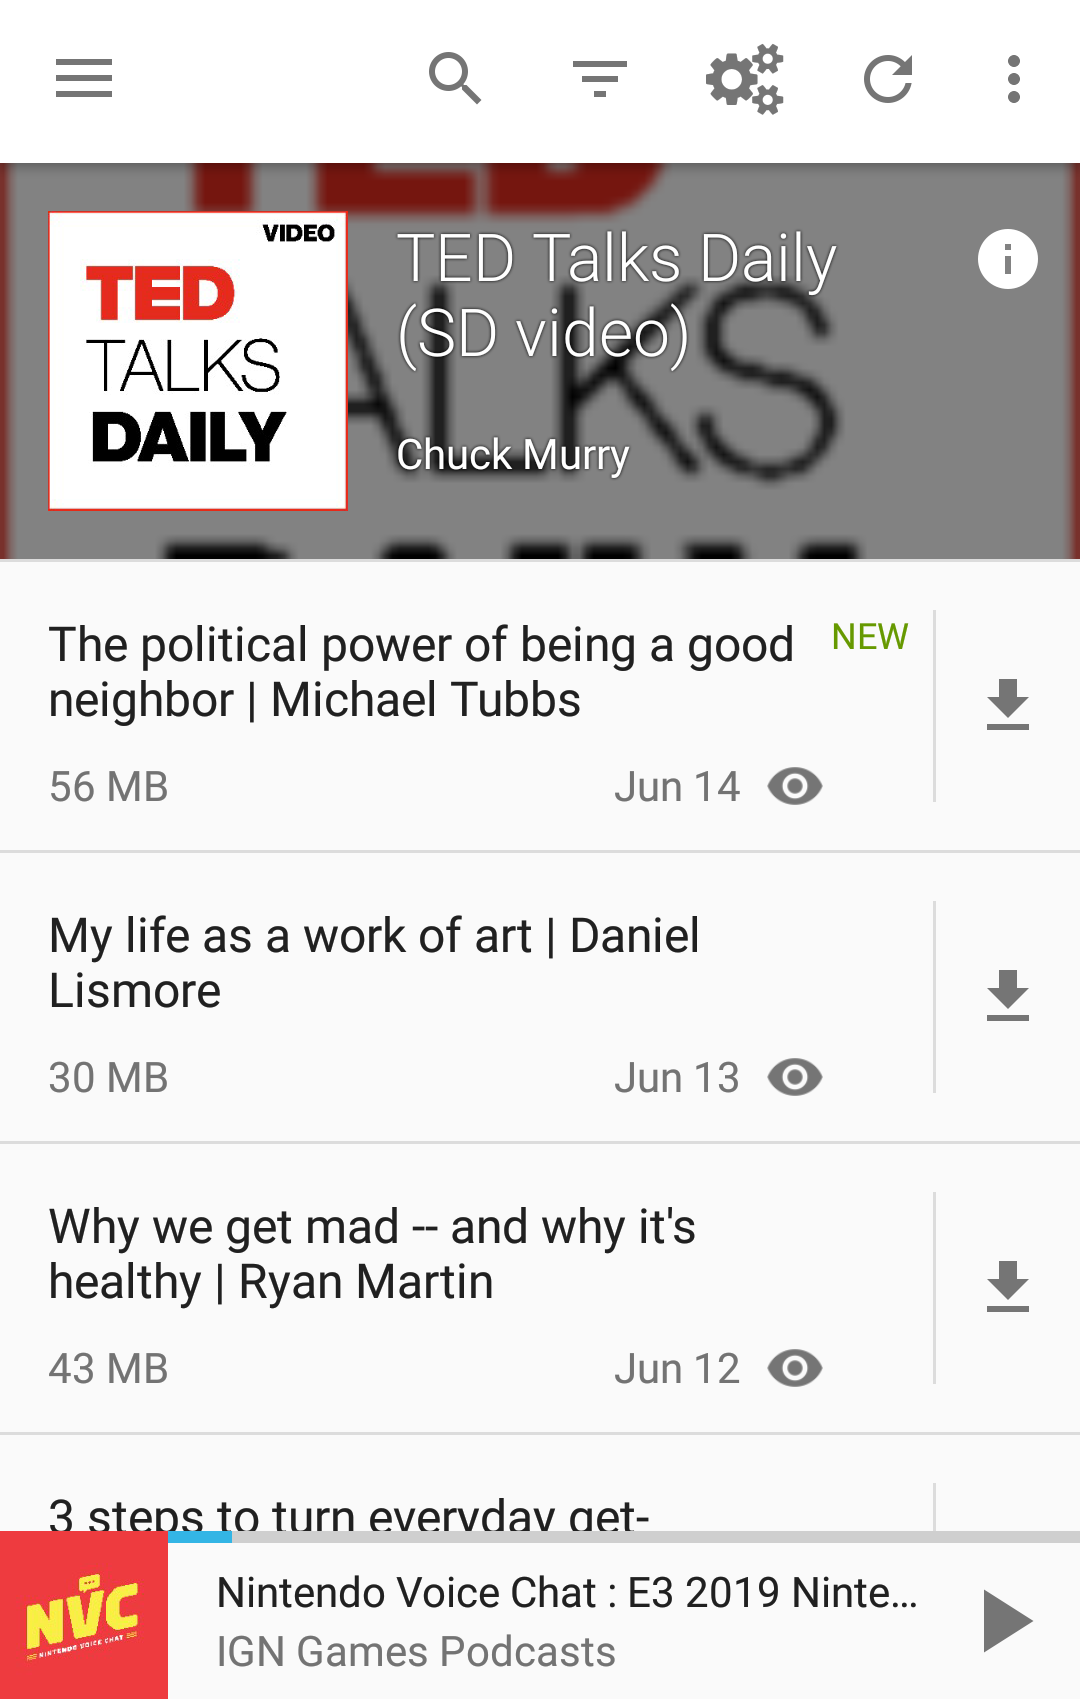 VIDEO
TED
TALKS
DAILY
TED Talks Daily
(SD video)
Chuck Murry
The political power of being a good
neighbor | Michael Tubbs
NEW
56 MB
Jun 14
My life as a work of art | Daniel
Lismore
30 MB
Jun 13
Why we get mad -- and why it's
healthy | Ryan Martin
43 MB
Jun 12
3 steps to turn everyday get-
NVC
NINTENDO VOICE CHAT
Nintendo Voice Chat : E3 2019 Ninte...
IGN Games Podcasts